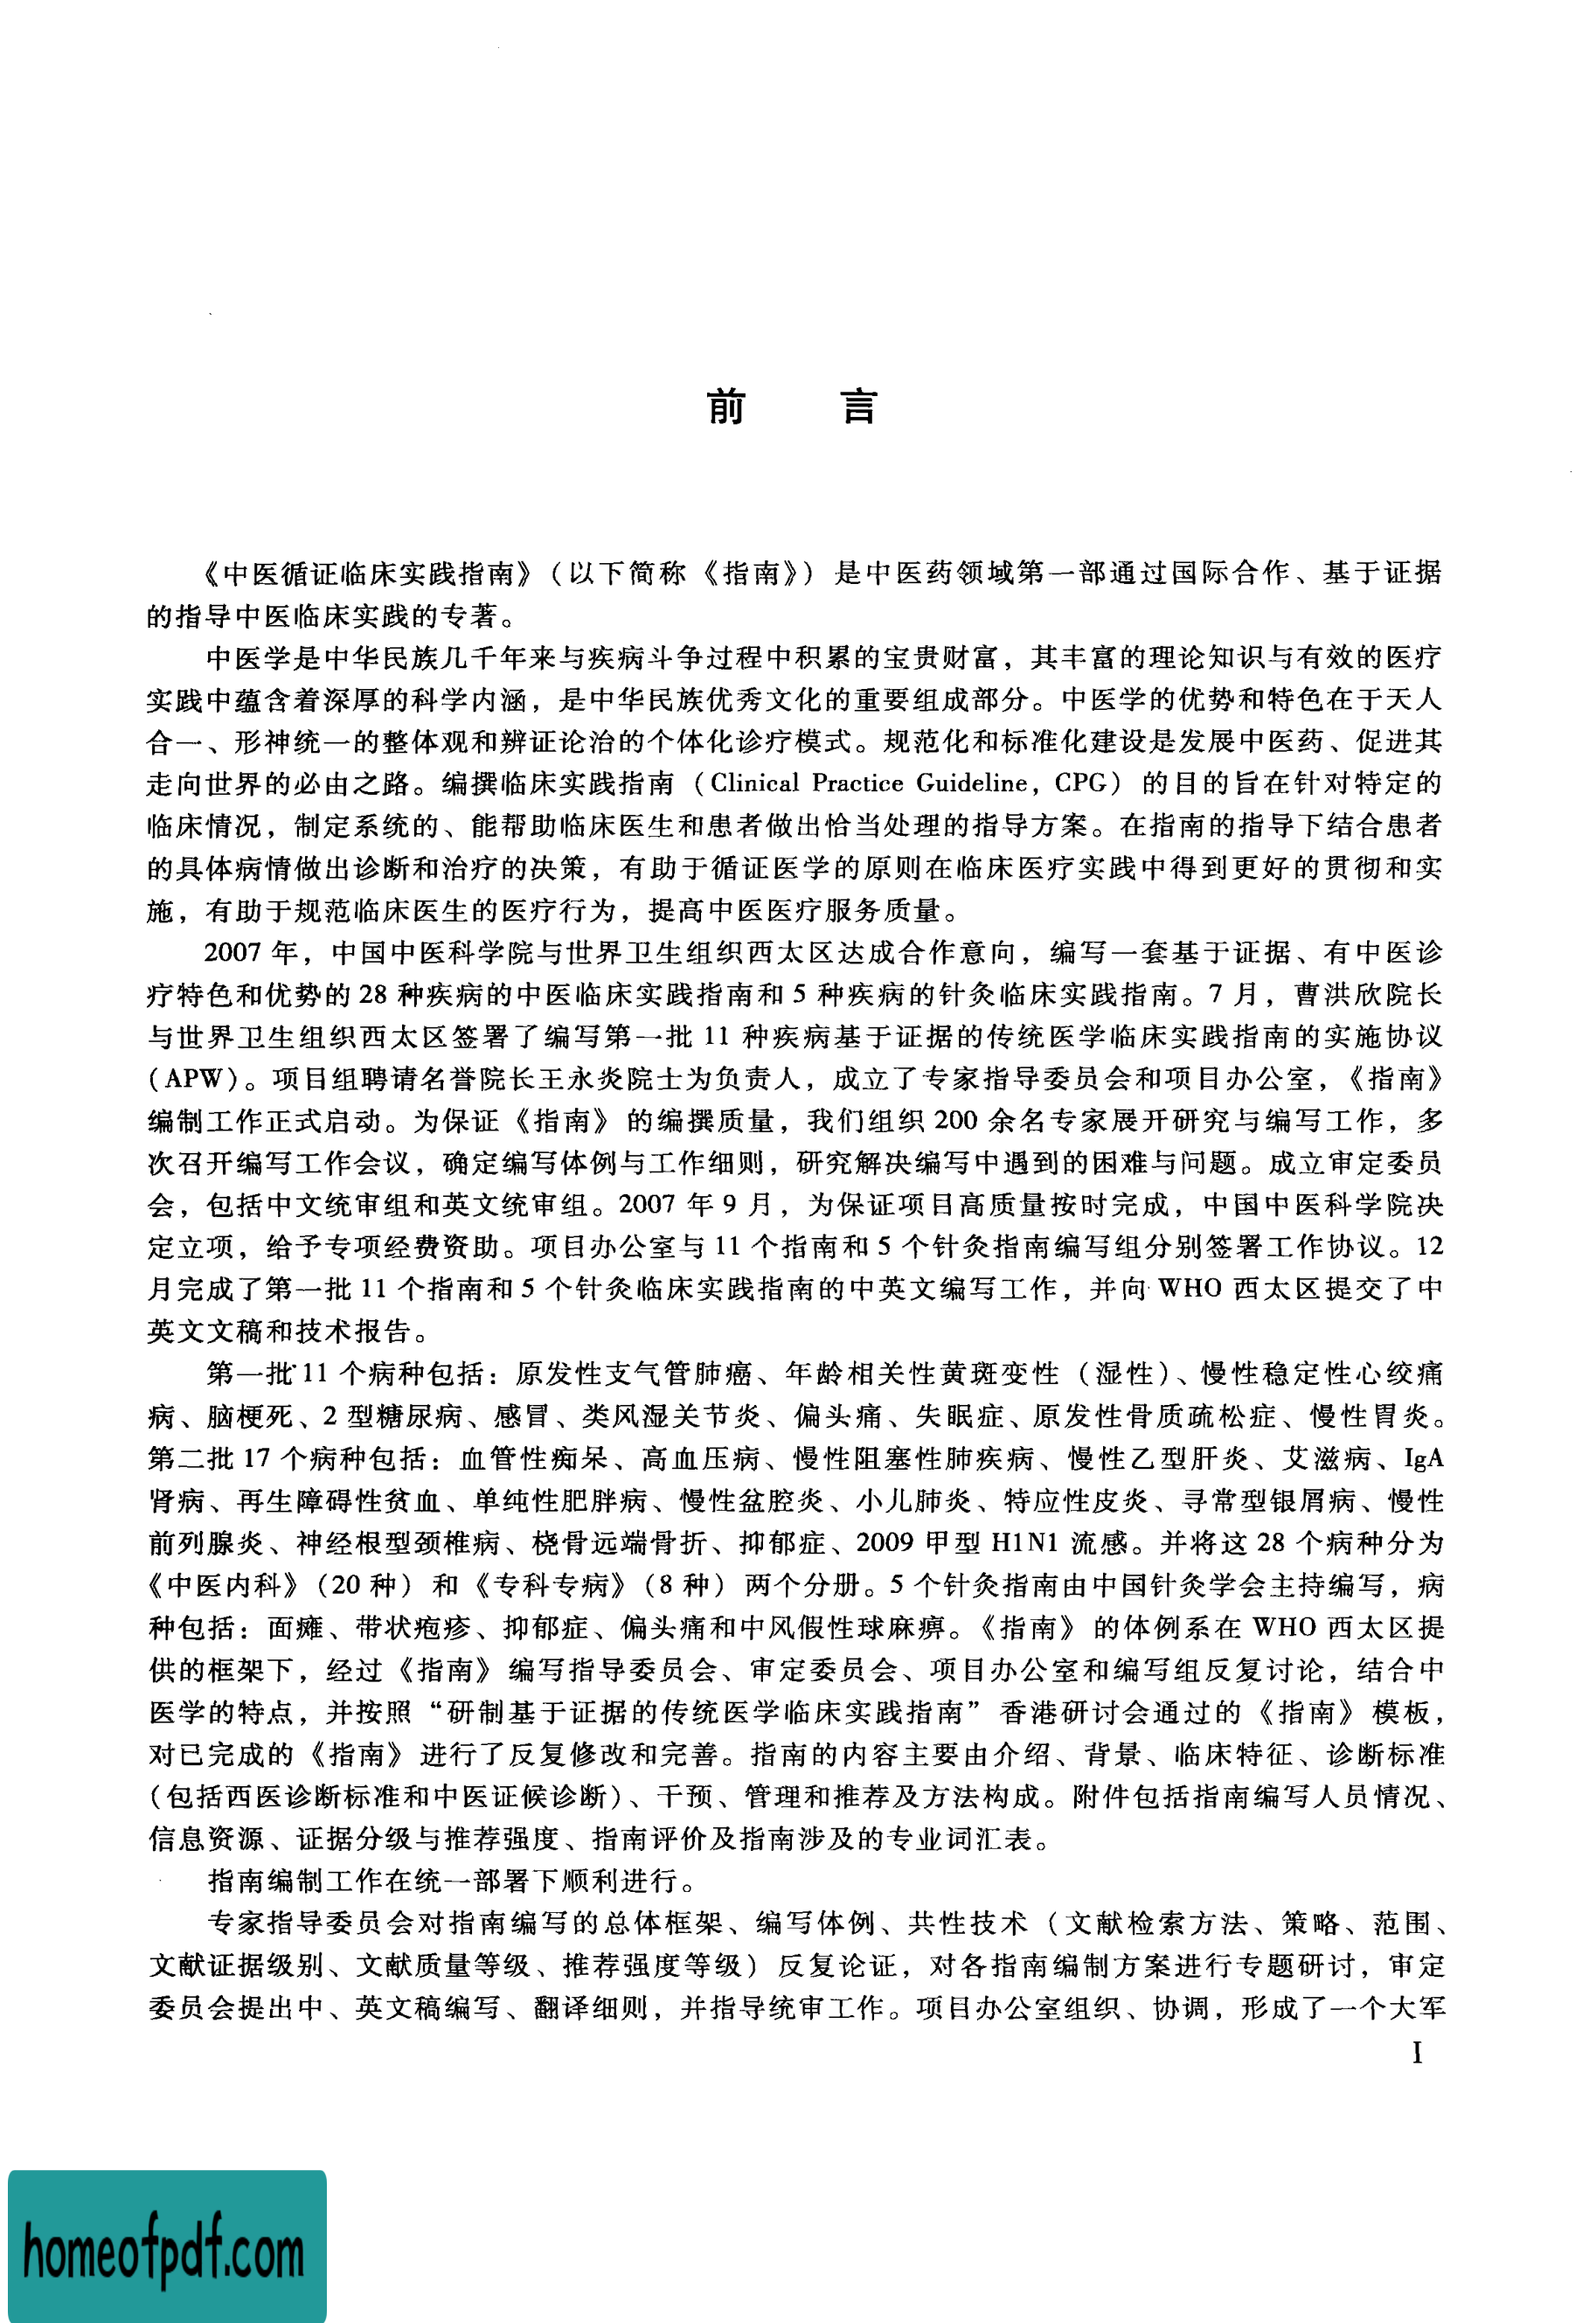 前 言
《中医循证临床实践指南》(以下简称《指南》) 是中医药领域第一部通过国际合作、基于证据
的指导中医临床实践的专著。
中医学是中华民族几千年来与疾病斗争过程中积累的宝贵财富，其丰富的理论知识与有效的医疗
实践中蕴含着深厚的科学内涵，是中华民族优秀文化的重要组成部分。中医学的优势和特色在于天人
合一、形神统一的整体观和辨证论治的个体化诊疗模式。规范化和标准化建设是发展中医药、促进其
走向世界的必由之路。编撰临床实践指南 (Clinical Practice Guideline，CPG) 的目的旨在针对特定的
临床情况，制定系统的、能帮助临床医生和患者做出恰当处理的指导方案。在指南的指导下结合患者
的具体病情做出诊断和治疗的决策，有助于循证医学的原则在临床医疗实践中得到更好的贯彻和实
施，有助于规范临床医生的医疗行为，提高中医医疗服务质量。
2007 年，中国中医科学院与世界卫生组织西太区达成合作意向，编写一套基于证据、有中医诊
疗特色和优势的 28 种疾病的中医临床实践指南和 5 种疾病的针灸临床实践指南。7 月，曹洪欣院长
与世界卫生组织西太区签署了编写第一批 11 种疾病基于证据的传统医学临床实践指南的实施协议
(APW)。项目组聘请名誉院长王永炎院士为负责人，成立了专家指导委员会和项目办公室，《指南》
编制工作正式启动。为保证《指南》的编撰质量，我们组织 200 余名专家展开研究与编写工作，多
次召开编写工作会议，确定编写体例与工作细则，研究解决编写中遇到的困难与问题。成立审定委员
会，包括中文统审组和英文统审组。2007 年 9 月，为保证项目高质量按时完成，中国中医科学院决
定立项，给予专项经费资助。项目办公室与 11 个指南和 5 个针灸指南编写组分别签署工作协议。12
月完成了第一批 11 个指南和 5 个针灸临床实践指南的中英文编写工作，并向 WHO 西太区提交了中
英文文稿和技术报告。
第一批 11 个病种包括：原发性支气管肺癌、年龄相关性黄斑变性 (湿性)、慢性稳定性心绞痛
病、脑梗死、2 型糖尿病、感冒、类风湿关节炎、偏头痛、失眠症、原发性骨质疏松症、慢性胃炎。
第二批 17 个病种包括：血管性痴呆、高血压病、慢性阻塞性肺疾病、慢性乙型肝炎、艾滋病、IgA
肾病、再生障碍性贫血、单纯性肥胖病、慢性盆腔炎、小儿肺炎、特应性皮炎、寻常型银屑病、慢性
前列腺炎、神经根型颈椎病、桡骨远端骨折、抑郁症、2009 甲型 H1N1 流感。并将这 28 个病种分为
《中医内科》(20 种) 和《专科专病》(8 种) 两个分册。5 个针灸指南由中国针灸学会主持编写，病
种包括：面瘫、带状疱疹、抑郁症、偏头痛和中风假性球麻痹。《指南》的体例系在 WHO 西太区提
供的框架下，经过《指南》编写指导委员会、审定委员会、项目办公室和编写组反复讨论，结合中
医学的特点，并按照“研制基于证据的传统医学临床实践指南”香港研讨会通过的《指南》模板，
对已完成的《指南》进行了反复修改和完善。指南的内容主要由介绍、背景、临床特征、诊断标准
(包括西医诊断标准和中医证候诊断)、干预、管理和推荐及方法构成。附件包括指南编写人员情况、
信息资源、证据分级与推荐强度、指南评价及指南涉及的专业词汇表。
指南编制工作在统一部署下顺利进行。
专家指导委员会对指南编写的总体框架、编写体例、共性技术 (文献检索方法、策略、范围、
文献证据级别、文献质量等级、推荐强度等级) 反复论证，对各指南编制方案进行专题研讨，审定
委员会提出中、英文稿编写、翻译细则，并指导统审工作。项目办公室组织、协调，形成了一个大军
I
homeofpdf.com